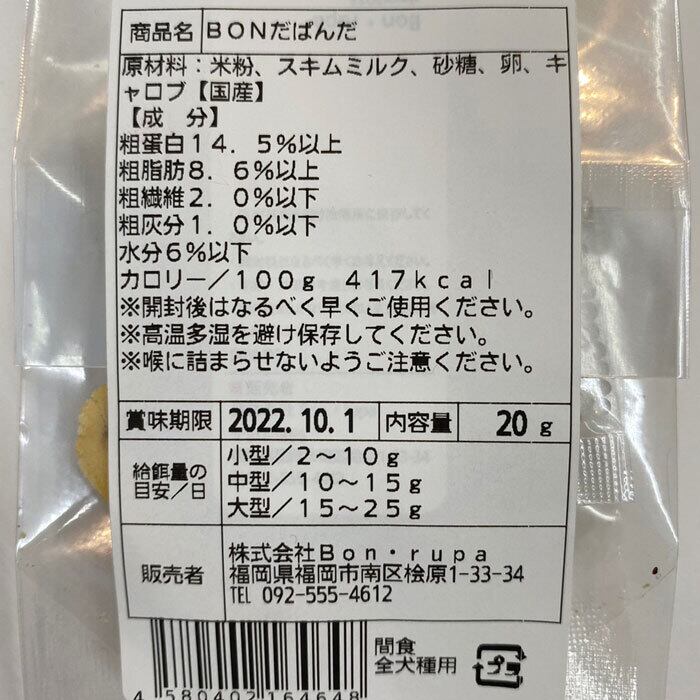 商品名 BONだぱんだ
原材料：米粉、スキムミルク、砂糖、卵、キ
ャロブ【国産】
【成　分】
粗蛋白１４．５％以上
粗脂肪８．６％以上
粗繊維２．０％以下
粗灰分１．０％以下
水分６％以下
カロリー／１００ｇ　４１７ｋｃａｌ
※開封後はなるべく早くご使用ください。
※高温多湿を避け保存してください。
※喉に詰まらせないようご注意ください。
賞味期限 2022.10.1 内容量 20 g
給餌量の
目安／日
小型／２～１０ｇ
中型／１０～１５ｇ
大型／１５～２５ｇ
販売者
株式会社Ｂｏｎ・ｒｕｐａ
福岡県福岡市南区桧原1-33-34
TEL 092-555-4612
間食
全犬種用
プラ
4 580402 164648